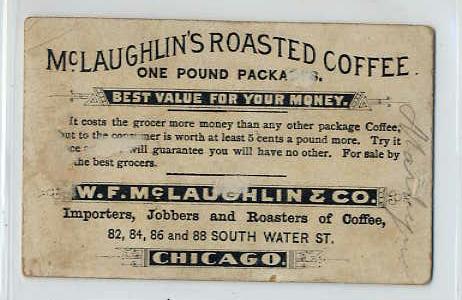 McLAUGHLIN'S ROASTED COFFEE.
ONE POUND
BEST VALUE FOR YOUR MONEY.
It costs the grocer more money than any other package Coffee,
but to the is worth at least 5 cents a pound more. Try it
will guarantee you will have no other. For sale by
the best grocers.
W. F. McLAUGHLIN & CO.
Importers, Jobbers and Roasters of Coffee,
82, 84, 86 and 88 SOUTH WATER ST.
CHICAGO.